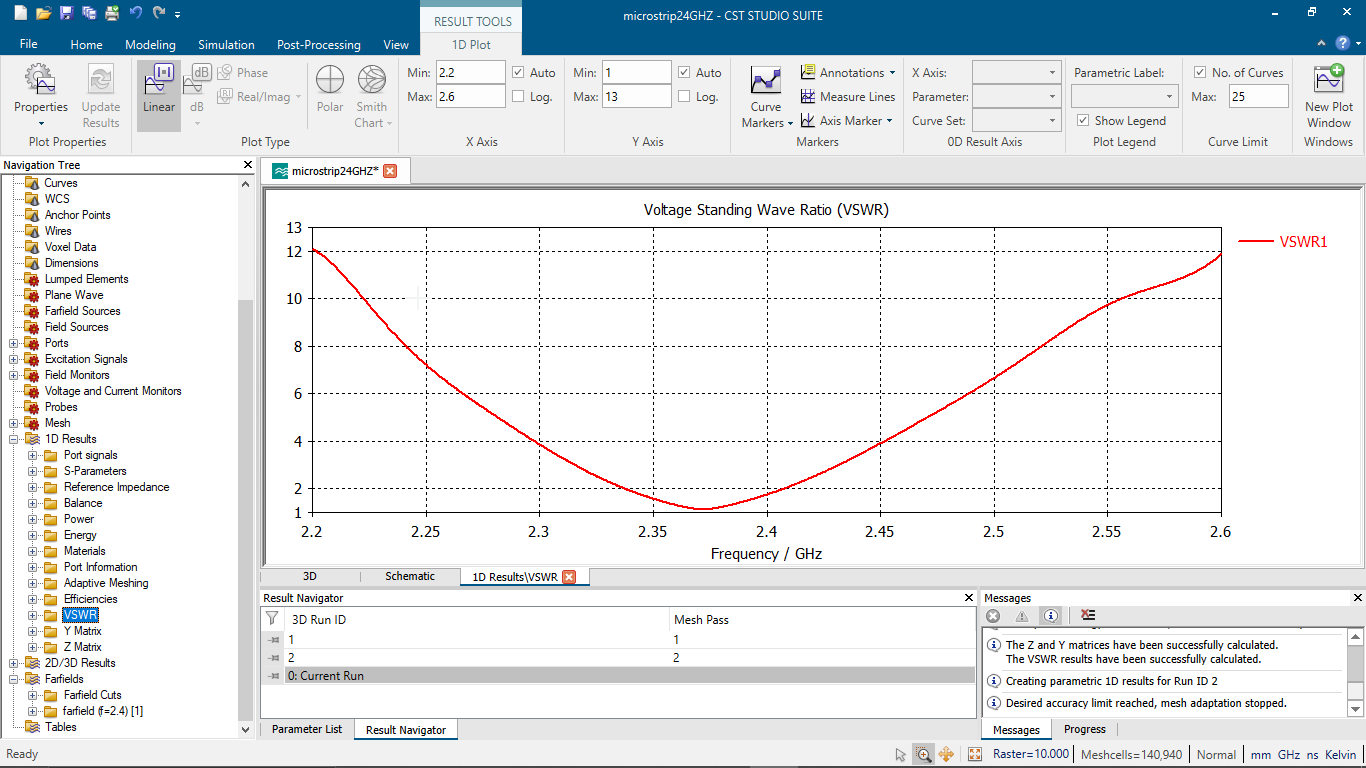 microstrip24GHZ - CST STUDIO SUITE
RESULT TOOLS
File Home Modeling Simulation Post-Processing View 1D Plot
Properties
Update Results
Plot Properties
Linear
dB
Phase
Real/Imag
Polar
Smith Chart
Plot Type
Min: 2.2 Auto
Max: 2.6 Log.
X Axis
Min: 1 Auto
Max: 13 Log.
Y Axis
Curve Markers
Annotations
Measure Lines
Axis Marker
Markers
X Axis:
Parameter:
Curve Set:
0D Result Axis
Parametric Label:
Show Legend
Plot Legend
No. of Curves
Max: 25
Curve Limit
New Plot Window
Windows
Navigation Tree
Curves
WCS
Anchor Points
Wires
Voxel Data
Dimensions
Lumped Elements
Plane Wave
Farfield Sources
Field Sources
Ports
Excitation Signals
Field Monitors
Voltage and Current Monitors
Probes
Mesh
1D Results
Port signals
S-Parameters
Reference Impedance
Balance
Power
Energy
Materials
Port Information
Adaptive Meshing
Efficiencies
VSWR
Y Matrix
Z Matrix
2D/3D Results
Farfields
Farfield Cuts
farfield (f=2.4) [1]
Tables
microstrip24GHZ*
Voltage Standing Wave Ratio (VSWR)
VSWR1
13
12
10
8
6
4
2
1
2.2 2.25 2.3 2.35 2.4 2.45 2.5 2.55 2.6
Frequency / GHz
3D Schematic 1D Results\VSWR
Result Navigator
3D Run ID Mesh Pass
1 1
2 2
0: Current Run
Parameter List Result Navigator
Messages
The Z and Y matrices have been successfully calculated.
The VSWR results have been successfully calculated.
Creating parametric 1D results for Run ID 2
Desired accuracy limit reached, mesh adaptation stopped.
Messages Progress
Ready
Raster=10.000 Meshcells=140,940 Normal mm GHz ns Kelvin